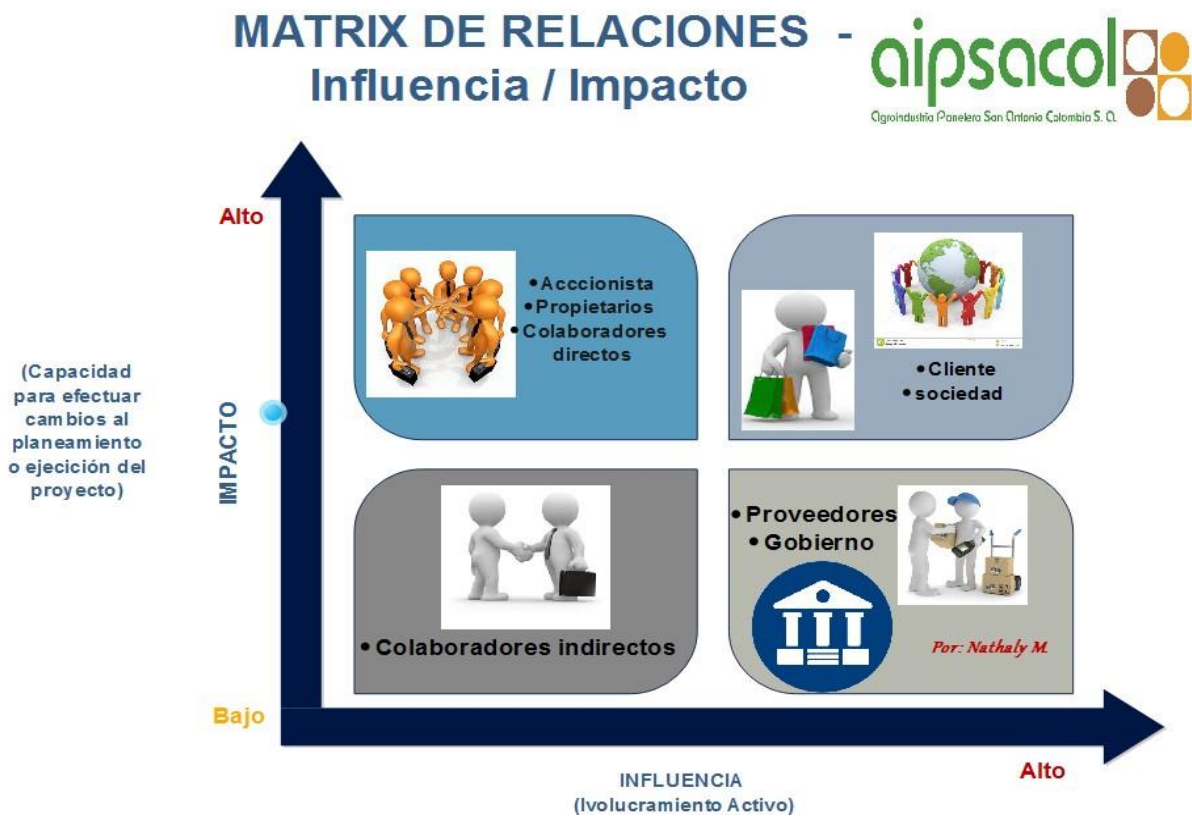 MATRIX DE RELACIONES -
Influencia / Impacto
aipsacol
Agroindustria Panelera San Antonio Colombia S. A.
Alto
(Capacidad
para efectuar
cambios al
planeamiento
o ejecición del
proyecto)
IMPACTO
• Acccionista
• Propietarios
• Colaboradores
directos
• Cliente
• sociedad
• Colaboradores indirectos
• Proveedores
• Gobierno
Por: Nathaly M.
Bajo
Alto
INFLUENCIA
(Ivolucramiento Activo)